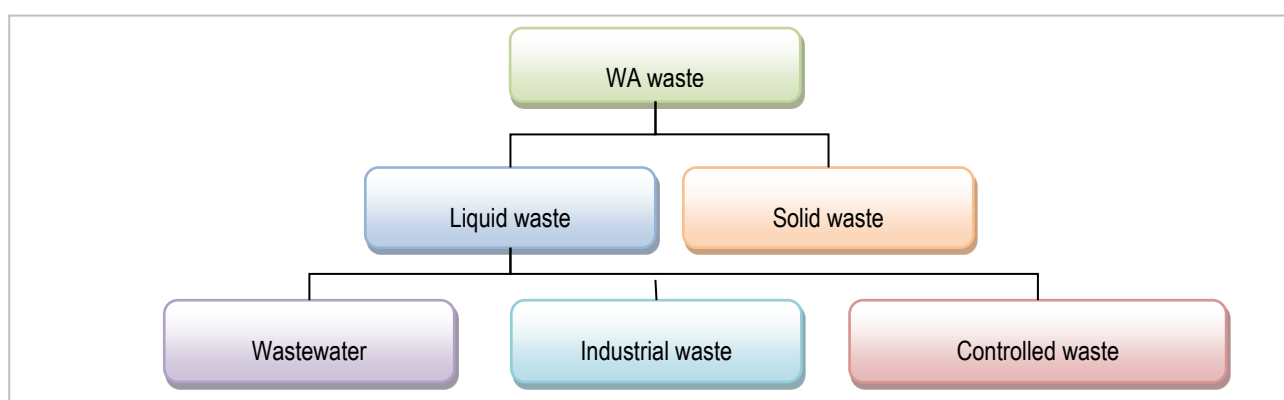 WA waste
Liquid waste
Solid waste
Wastewater
Industrial waste
Controlled waste